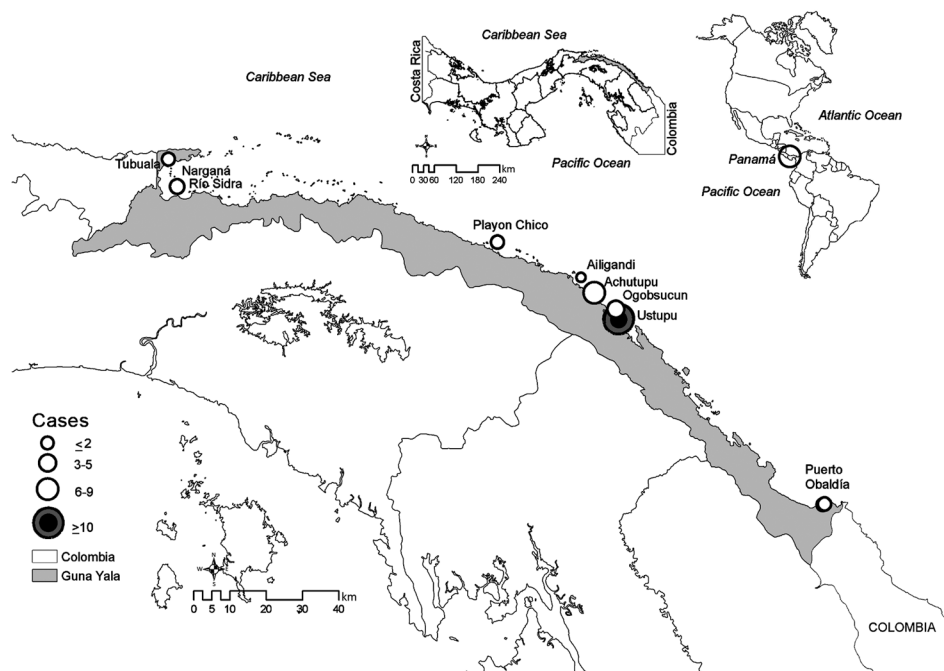 Caribbean Sea
Caribbean Sea
Costa Rica
Colombia
Pacific Ocean
0 30 60 120 180 240
km
Atlantic Ocean
Panamá
Pacific Ocean
Tubuala
Narganá
Río Sidra
Playon Chico
Ailigandi
Achutupu
Ogobsucun
Ustupu
Puerto
Obaldía
COLOMBIA
Cases
≤2
3-5
6-9
≥10
Colombia
Guna Yala
N
W E
S
km
0 5 10 20 30 40